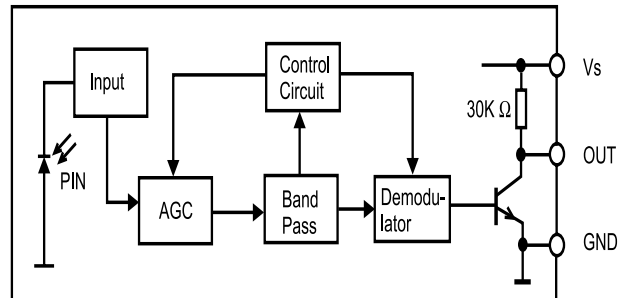 Input
Control
Circuit
Vs
30K Ω
PIN
OUT
AGC
Band
Pass
Demodu-
lator
GND